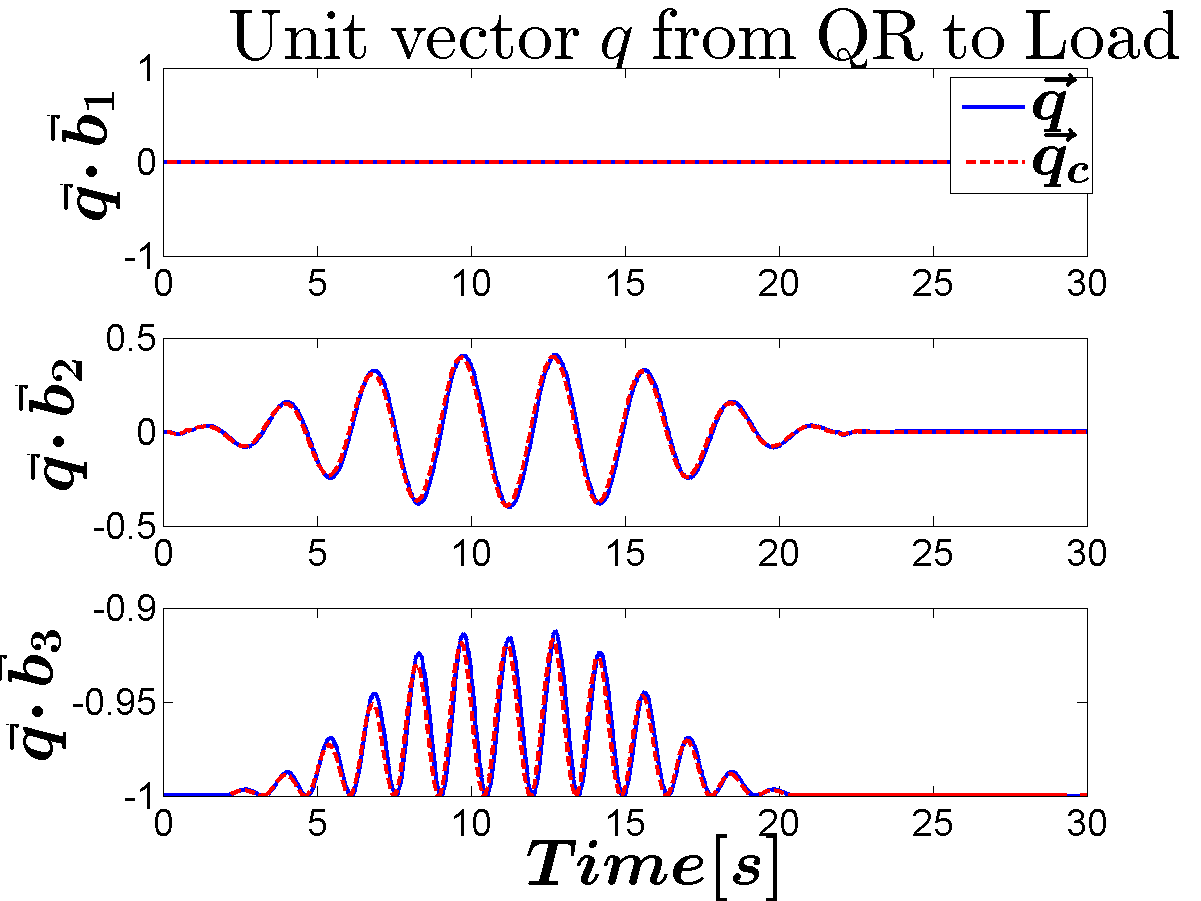 Unit vector q from QR to Load
1
0
-1
q⃗ · b⃗₁
q⃗
q⃗c
0 5 10 15 20 25 30
0.5
0
-0.5
q⃗ · b⃗₂
0 5 10 15 20 25 30
-0.9
-0.95
-1
q⃗ · b⃗₃
0 5 10 15 20 25 30
Time[s]